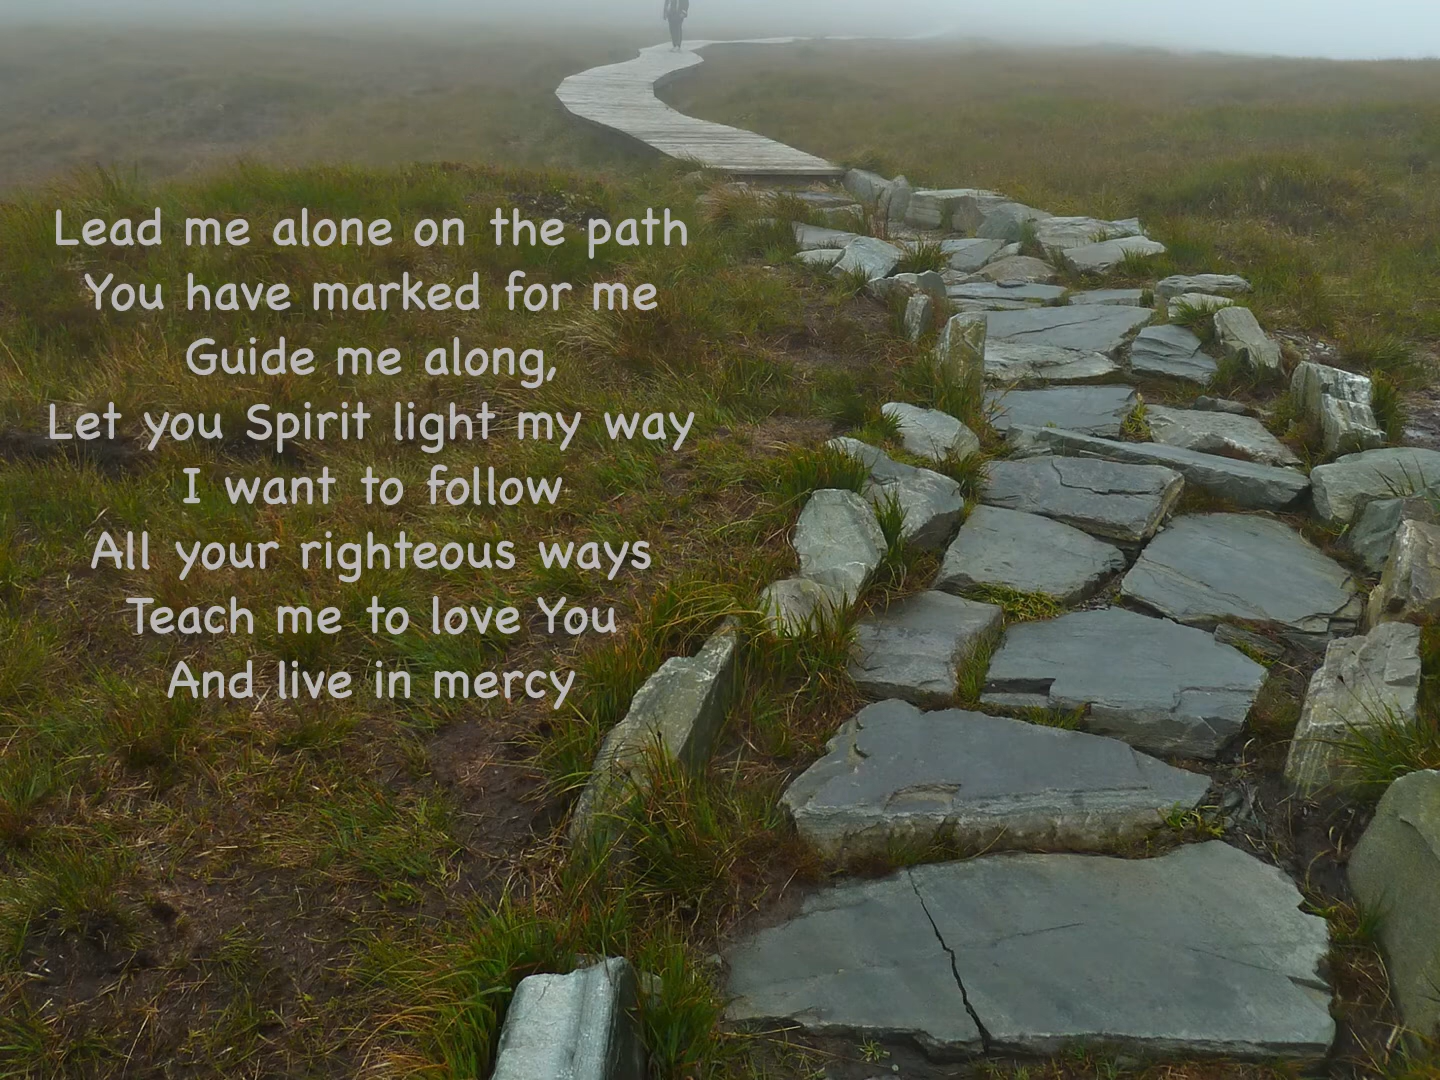 Lead me alone on the path
You have marked for me
Guide me along,
Let you Spirit light my way
I want to follow
All your righteous ways
Teach me to love You
And live in mercy